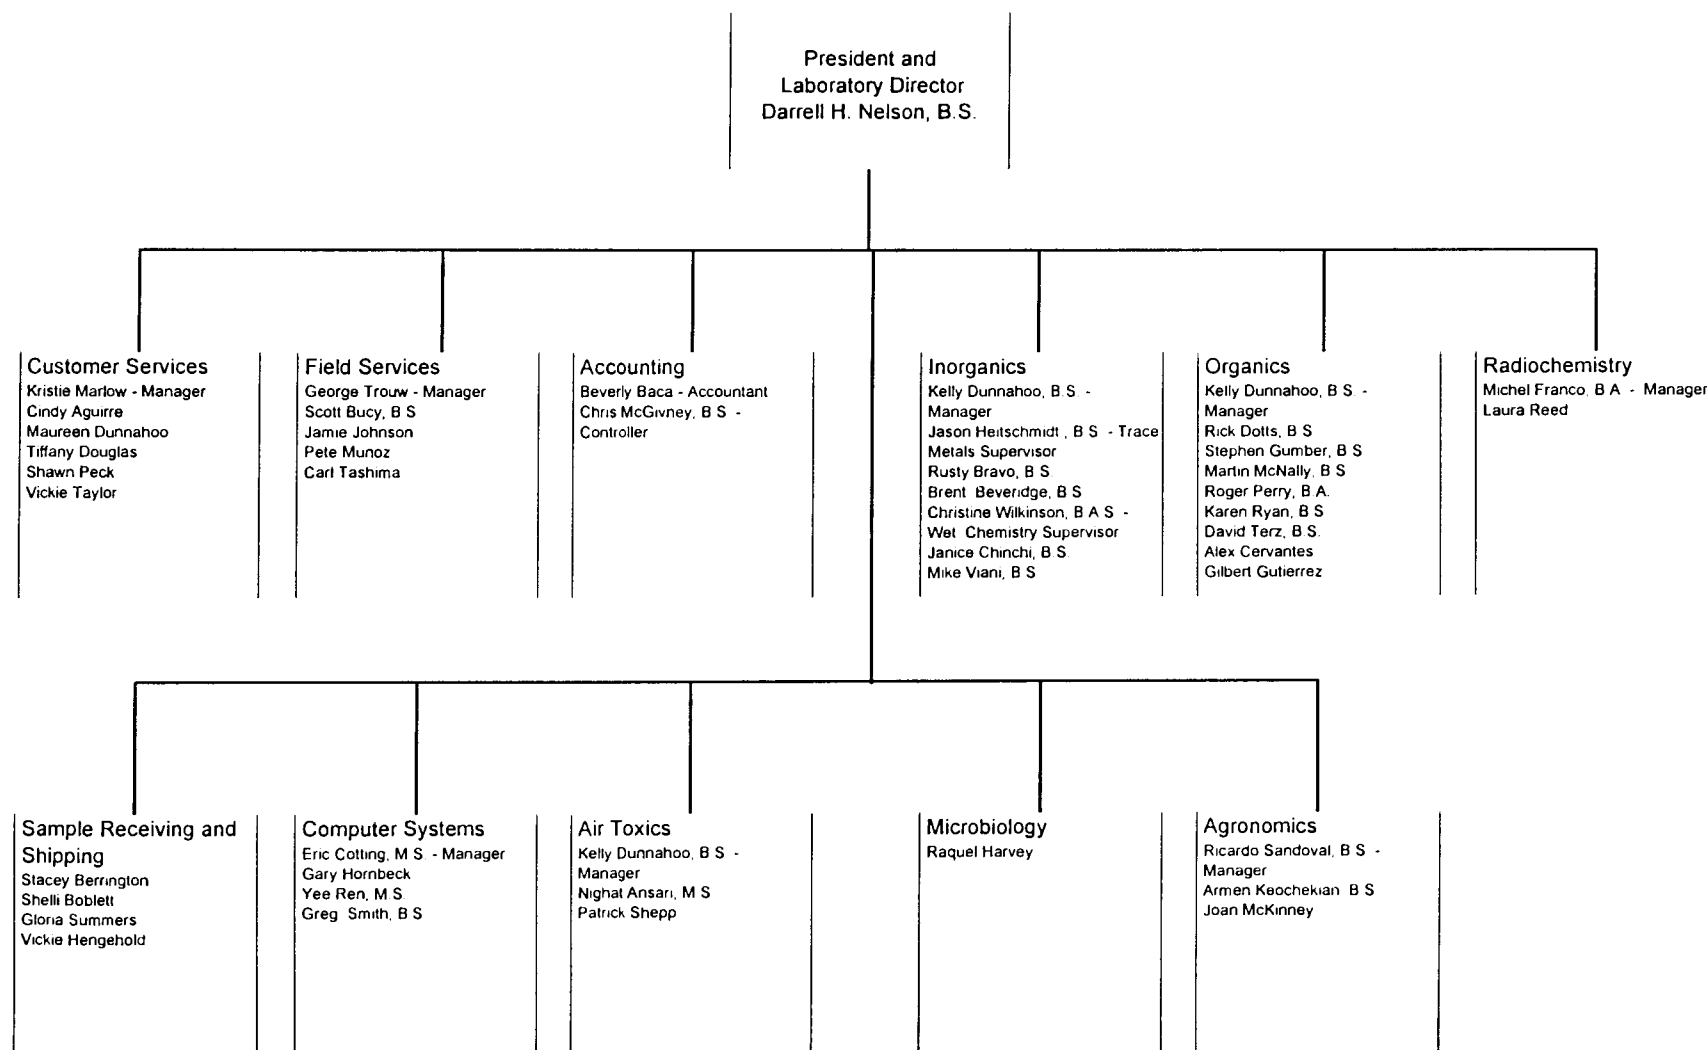 President and
Laboratory Director
Darrell H. Nelson, B.S.
Customer Services
Kristie Marlow - Manager
Cindy Aguirre
Maureen Dunnahoo
Tiffany Douglas
Shawn Peck
Vickie Taylor
Field Services
George Trouw - Manager
Scott Bucy, B S
Jamie Johnson
Pete Munoz
Carl Tashima
Accounting
Beverly Baca - Accountant
Chris McGivney, B S -
Controller
Inorganics
Kelly Dunnahoo, B.S. -
Manager
Jason Heitschmidt , B S - Trace
Metals Supervisor
Rusty Bravo, B S.
Brent Beveridge, B S
Christine Wilkinson, B A S -
Wet Chemistry Supervisor
Janice Chinchi, B.S.
Mike Viani, B S
Organics
Kelly Dunnahoo, B S. -
Manager
Rick Dotts, B S
Stephen Gumber, B S
Martin McNally, B S
Roger Perry, B.A.
Karen Ryan, B S
David Terz, B.S.
Alex Cervantes
Gilbert Gutierrez
Radiochemistry
Michel Franco, B A - Manager
Laura Reed
Sample Receiving and
Shipping
Stacey Berrington
Shelli Boblett
Gloria Summers
Vickie Hengehold
Computer Systems
Eric Cotting, M S. - Manager
Gary Hornbeck
Yee Ren, M.S.
Greg Smith, B S
Air Toxics
Kelly Dunnahoo, B S -
Manager
Nighat Ansari, M S
Patrick Shepp
Microbiology
Raquel Harvey
Agronomics
Ricardo Sandoval, B S -
Manager
Armen Keochekian B S
Joan McKinney